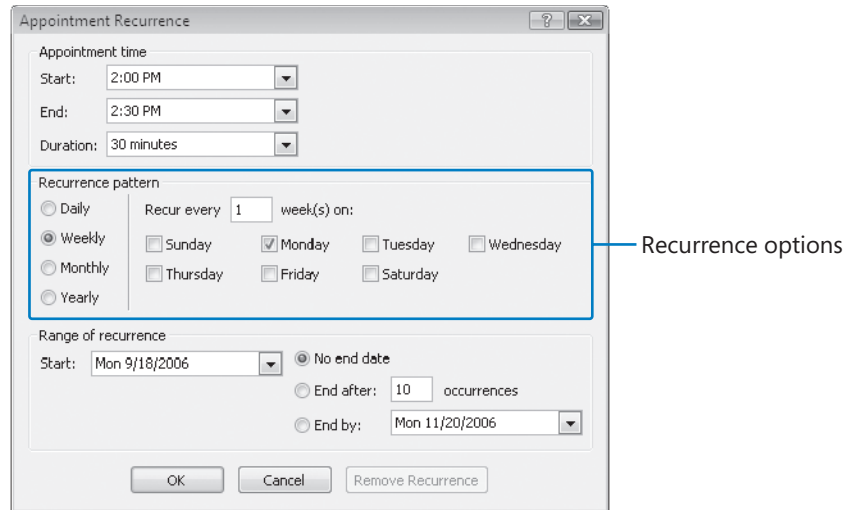 Appointment Recurrence
Appointment time
Start: 2:00 PM
End: 2:30 PM
Duration: 30 minutes
Recurrence pattern
Daily
Weekly
Monthly
Yearly
Recur every 1 week(s) on:
Sunday Monday Tuesday Wednesday
Thursday Friday Saturday
Recurrence options
Range of recurrence
Start: Mon 9/18/2006
No end date
End after: 10 occurrences
End by: Mon 11/20/2006
OK Cancel Remove Recurrence